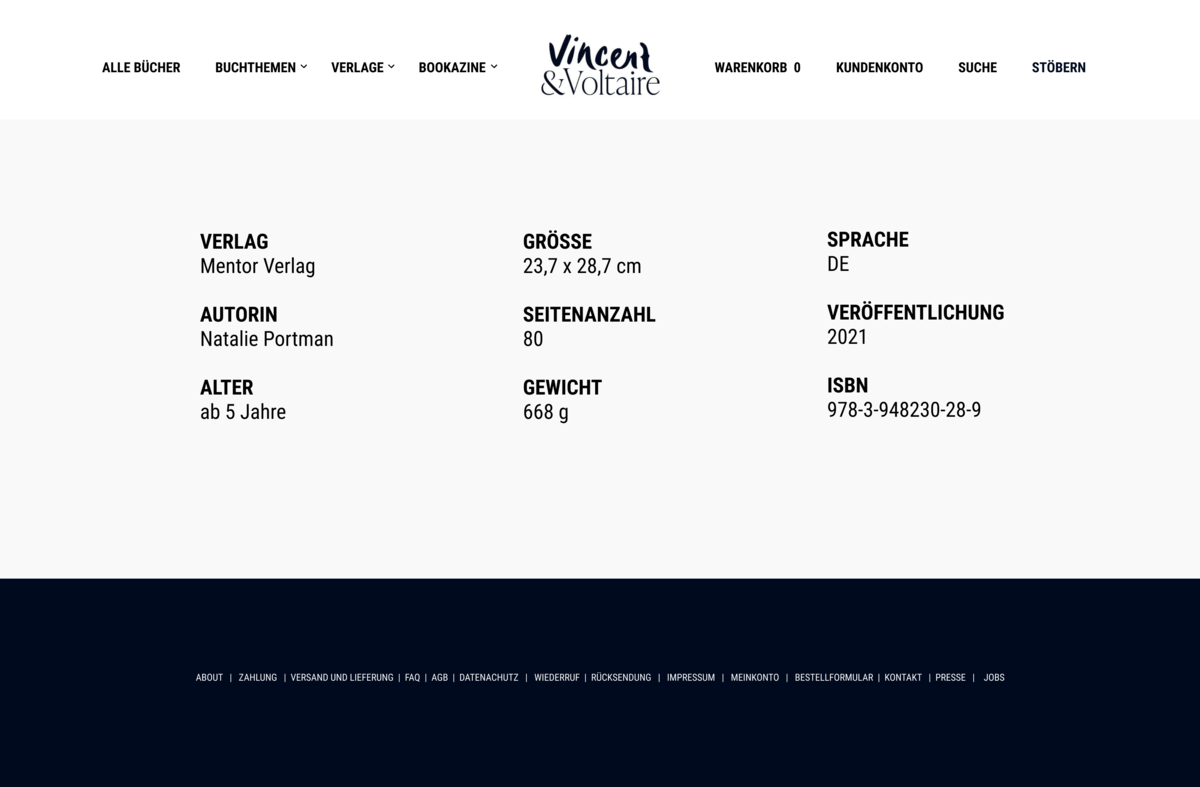 ALLE BÜCHER BUCHTHEMEN VERLAGE BOOKAZINE Vincent &Voltaire WARENKORB 0 KUNDENKONTO SUCHE STÖBERN
VERLAG
Mentor Verlag
AUTORIN
Natalie Portman
ALTER
ab 5 Jahre
GRÖSSE
23,7 x 28,7 cm
SEITENANZAHL
80
GEWICHT
668 g
SPRACHE
DE
VERÖFFENTLICHUNG
2021
ISBN
978-3-948230-28-9
ABOUT | ZAHLUNG | VERSAND UND LIEFERUNG | FAQ | AGB | DATENACHUTZ | WIEDERRUF | RÜCKSENDUNG | IMPRESSUM | MEINKONTO | BESTELLFORMULAR | KONTAKT | PRESSE | JOBS